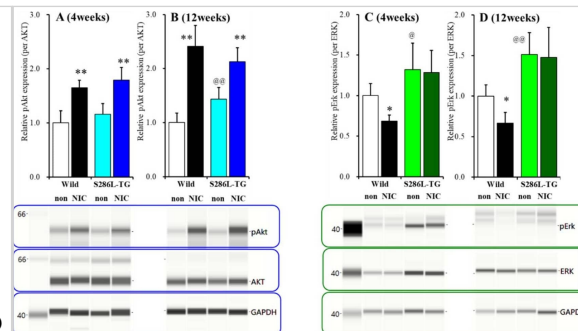 A (4weeks)
B (12weeks)
C (4weeks)
D (12weeks)
Relative pAkt expression (per AKT)
3.0
2.0
1.0
0.0
**
**
Relative pAkt expression (per AKT)
3.0
2.0
1.0
0.0
**
@@
**
Relative pErk expression (per ERK)
2.0
1.5
1.0
0.5
0.0
*
@
Relative pErk expression (per ERK)
2.0
1.5
1.0
0.5
0.0
*
@@
Wild S286L-TG Wild S286L-TG Wild S286L-TG Wild S286L-TG
non NIC non NIC non NIC non NIC non NIC non NIC non NIC non NIC
66
pAkt
66
AKT
40
GAPDH
40
pErk
40
ERK
40